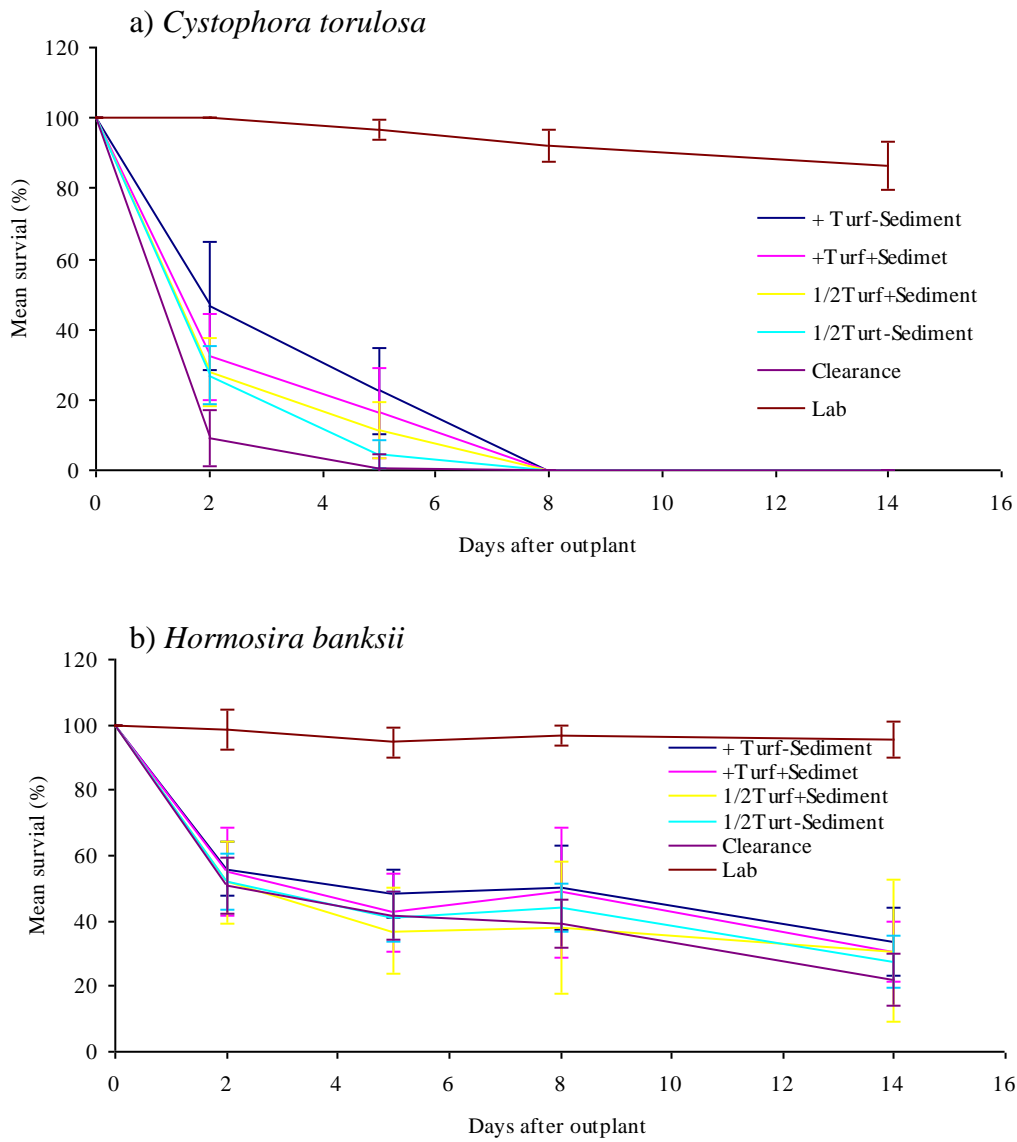 a) Cystophora torulosa
120
100
80
60
40
20
0
Mean survial (%)
+ Turf-Sediment
+Turf+Sedimet
1/2Turf+Sediment
1/2Turt-Sediment
Clearance
Lab
0 2 4 6 8 10 12 14 16
Days after outplant
b) Hormosira banksii
120
100
80
60
40
20
0
Mean survial (%)
+ Turf-Sediment
+Turf+Sedimet
1/2Turf+Sediment
1/2Turt-Sediment
Clearance
Lab
0 2 4 6 8 10 12 14 16
Days after outplant